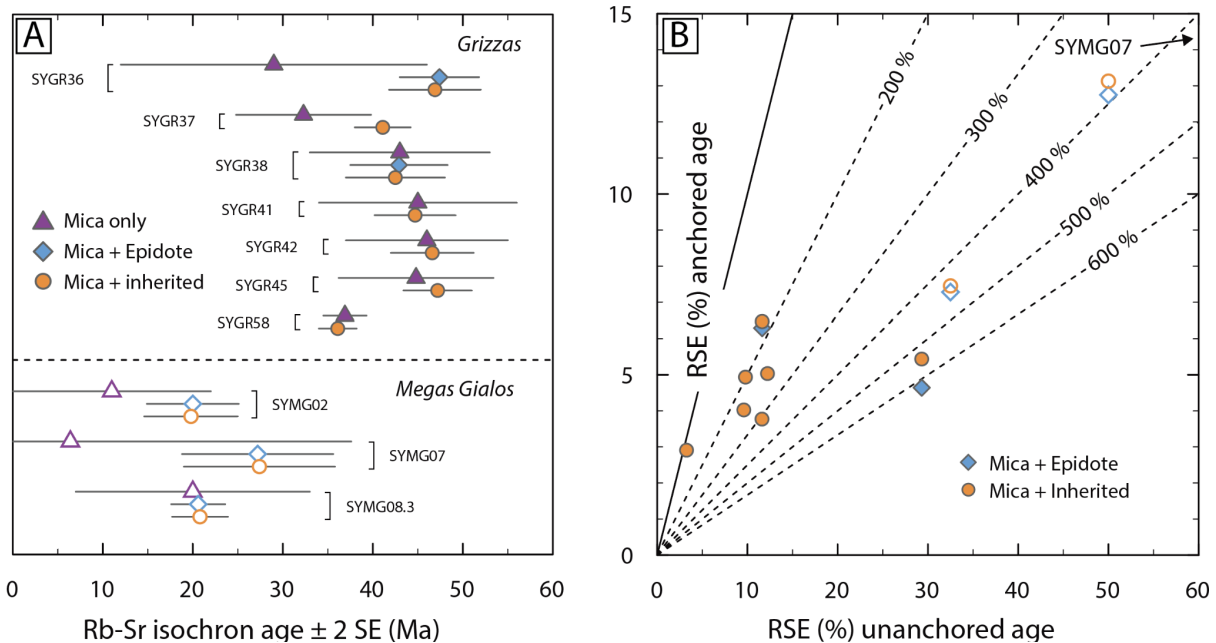 A
Grizzas
SYGR36
SYGR37
SYGR38
SYGR41
SYGR42
SYGR45
SYGR58
Mica only
Mica + Epidote
Mica + inherited
Megas Gialos
SYMG02
SYMG07
SYMG08.3
0 10 20 30 40 50 60
Rb-Sr isochron age ± 2 SE (Ma)
B
15
10
5
0
RSE (%) anchored age
200 %
300 %
400 %
500 %
600 %
SYMG07
Mica + Epidote
Mica + Inherited
0 10 20 30 40 50 60
RSE (%) unanchored age